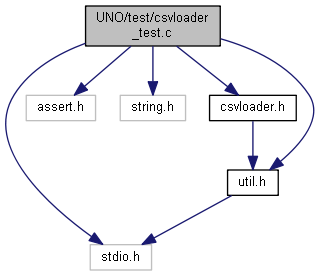 UNO/test/csvloader
_test.c
assert.h
string.h
csvloader.h
util.h
stdio.h